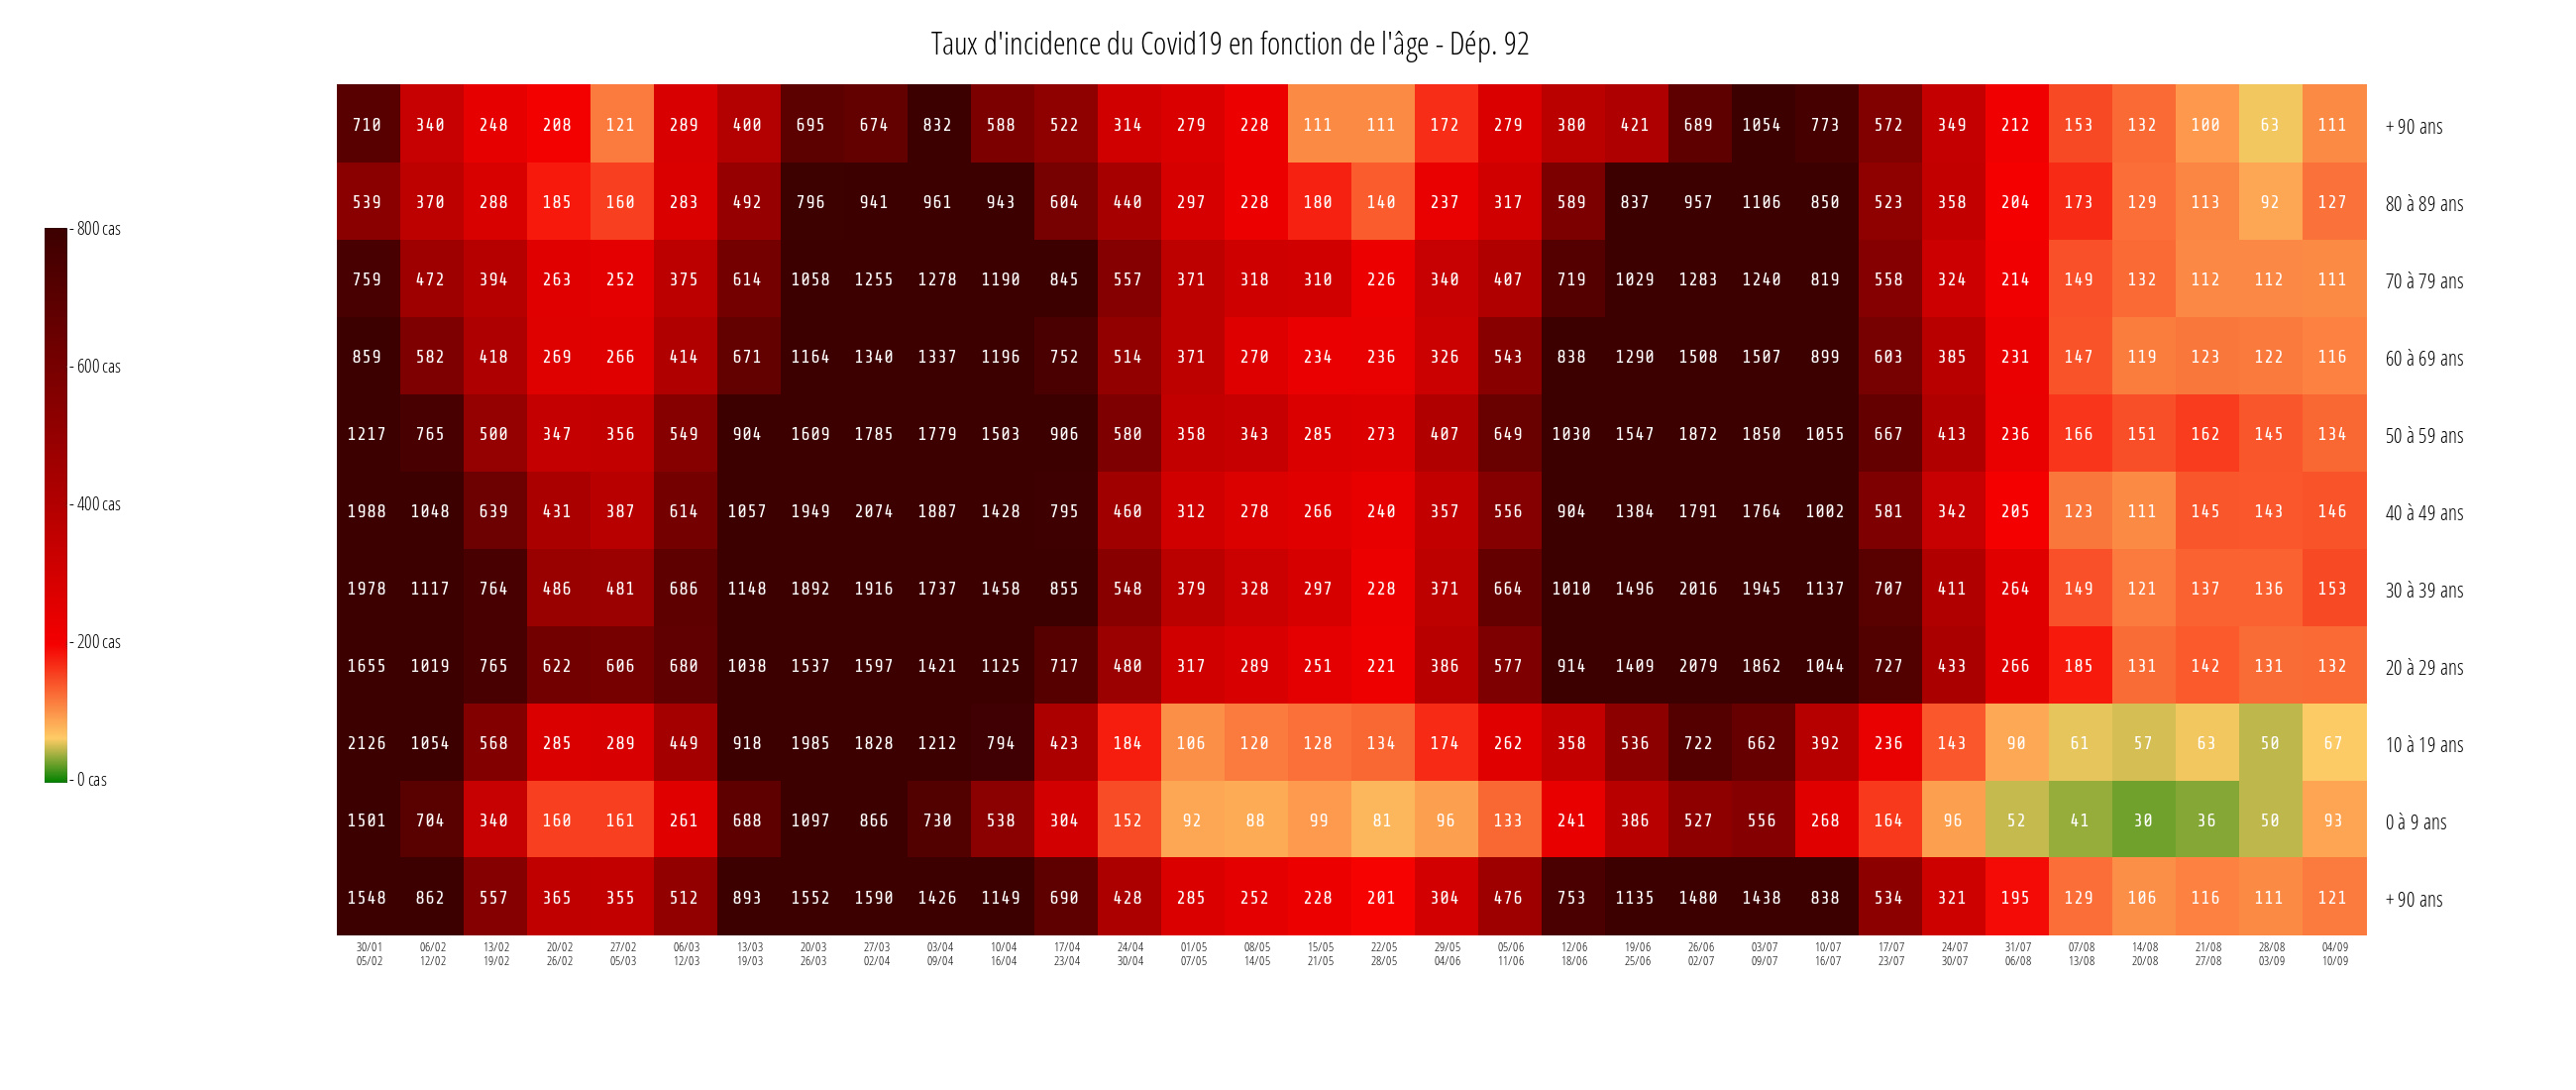 Taux d'incidence du Covid19 en fonction de l'âge - Dép. 92
- 800 cas
- 600 cas
- 400 cas
- 200 cas
- 0 cas
710 340 248 208 121 289 400 695 674 832 588 522 314 279 228 111 111 172 279 380 421 689 1054 773 572 349 212 153 132 100 63 111 + 90 ans
539 370 288 185 160 283 492 796 941 961 943 604 440 297 228 180 140 237 317 589 837 957 1106 850 523 358 204 173 129 113 92 127 80 à 89 ans
759 472 394 263 252 375 614 1058 1255 1278 1190 845 557 371 318 310 226 340 407 719 1029 1283 1240 819 558 324 214 149 132 112 112 111 70 à 79 ans
859 582 418 269 266 414 671 1164 1340 1337 1196 752 514 371 270 234 236 326 543 838 1290 1508 1507 899 603 385 231 147 119 123 122 116 60 à 69 ans
1217 765 500 347 356 549 904 1609 1785 1779 1503 906 580 358 343 285 273 407 649 1030 1547 1872 1850 1055 667 413 236 166 151 162 145 134 50 à 59 ans
1988 1048 639 431 387 614 1057 1949 2074 1887 1428 795 460 312 278 266 240 357 556 904 1384 1791 1764 1002 581 342 205 123 111 145 143 146 40 à 49 ans
1978 1117 764 486 481 686 1148 1892 1916 1737 1458 855 548 379 328 297 228 371 664 1010 1496 2016 1945 1137 707 411 264 149 121 137 136 153 30 à 39 ans
1655 1019 765 622 606 680 1038 1537 1597 1421 1125 717 480 317 289 251 221 386 577 914 1409 2079 1862 1044 727 433 266 185 131 142 131 132 20 à 29 ans
2126 1054 568 285 289 449 918 1985 1828 1212 794 423 184 106 120 128 134 174 262 358 536 722 662 392 236 143 90 61 57 63 50 67 10 à 19 ans
1501 704 340 160 161 261 688 1097 866 730 538 304 152 92 88 99 81 96 133 241 386 527 556 268 164 96 52 41 30 36 50 93 0 à 9 ans
1548 862 557 365 355 512 893 1552 1590 1426 1149 690 428 285 252 228 201 304 476 753 1135 1480 1438 838 534 321 195 129 106 116 111 121 + 90 ans
30/01 06/02 13/02 20/02 27/02 06/03 13/03 20/03 27/03 03/04 10/04 17/04 24/04 01/05 08/05 15/05 22/05 29/05 05/06 12/06 19/06 26/06 03/07 10/07 17/07 24/07 31/07 07/08 14/08 21/08 28/08 04/09
05/02 12/02 19/02 26/02 05/03 12/03 19/03 26/03 02/04 09/04 16/04 23/04 30/04 07/05 14/05 21/05 28/05 04/06 11/06 18/06 25/06 02/07 09/07 16/07 23/07 30/07 06/08 13/08 20/08 27/08 03/09 10/09